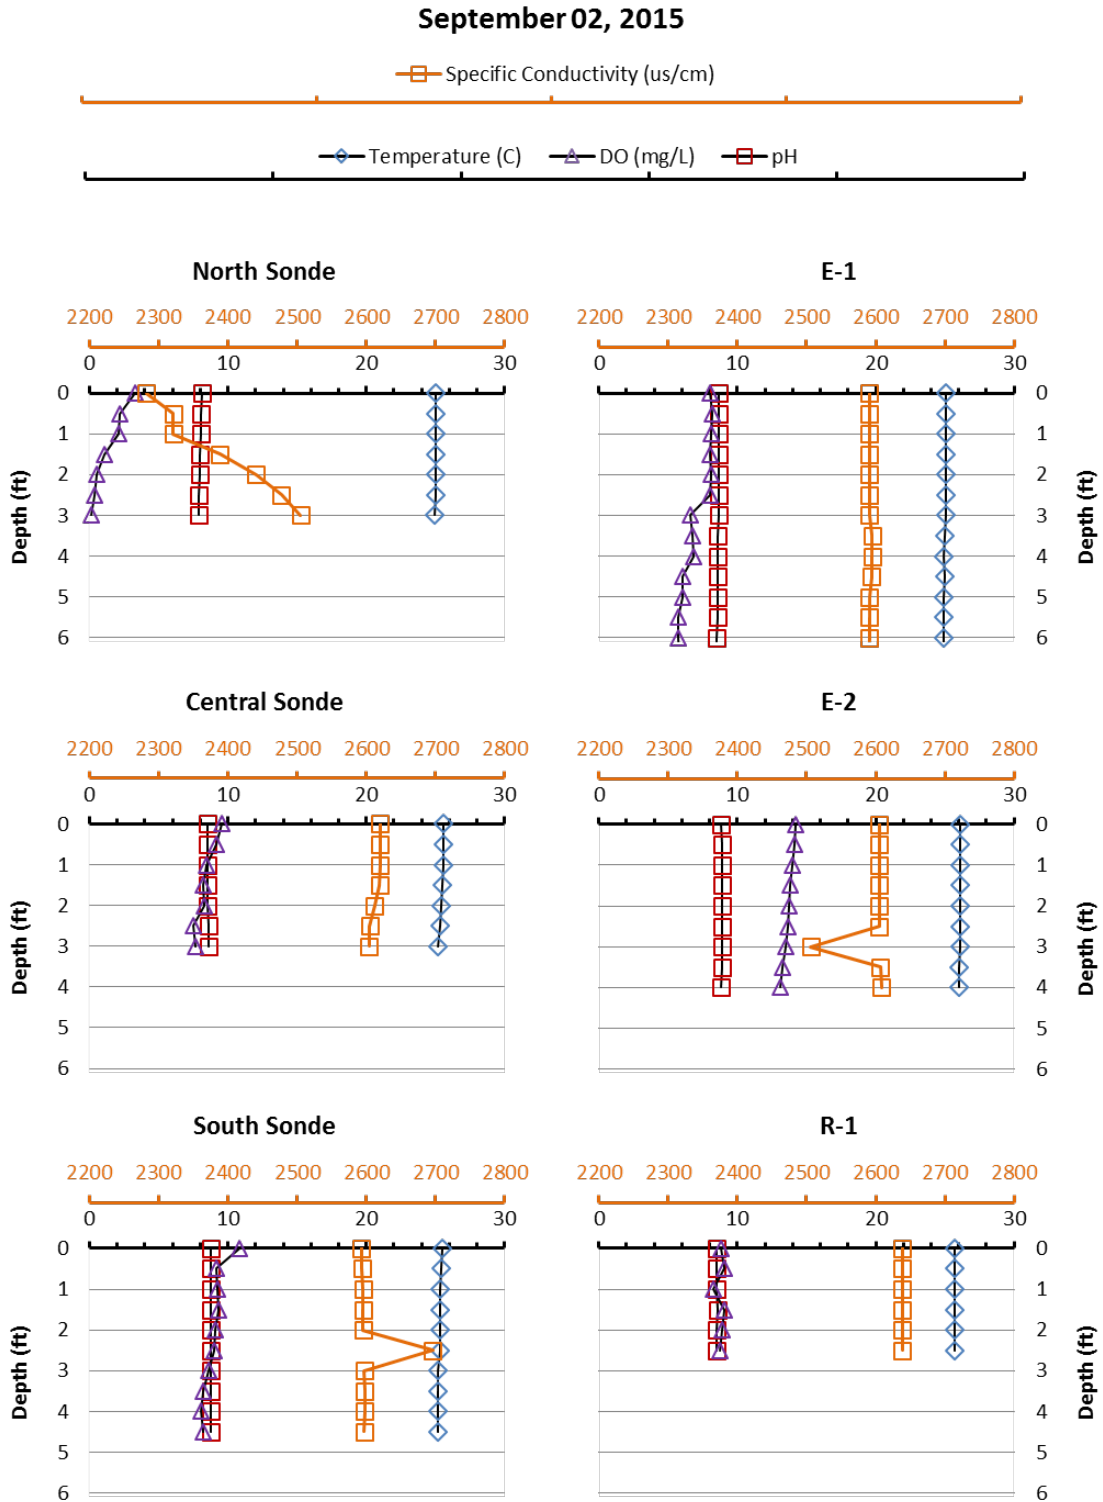 September 02, 2015
Specific Conductivity (us/cm)
Temperature (C) DO (mg/L) pH
North Sonde
2200 2300 2400 2500 2600 2700 2800
0 10 20 30
0
1
2
3
4
5
6
Depth (ft)
E-1
2200 2300 2400 2500 2600 2700 2800
0 10 20 30
0
1
2
3
4
5
6
Depth (ft)
Central Sonde
2200 2300 2400 2500 2600 2700 2800
0 10 20 30
0
1
2
3
4
5
6
Depth (ft)
E-2
2200 2300 2400 2500 2600 2700 2800
0 10 20 30
0
1
2
3
4
5
6
Depth (ft)
South Sonde
2200 2300 2400 2500 2600 2700 2800
0 10 20 30
0
1
2
3
4
5
6
Depth (ft)
R-1
2200 2300 2400 2500 2600 2700 2800
0 10 20 30
0
1
2
3
4
5
6
Depth (ft)